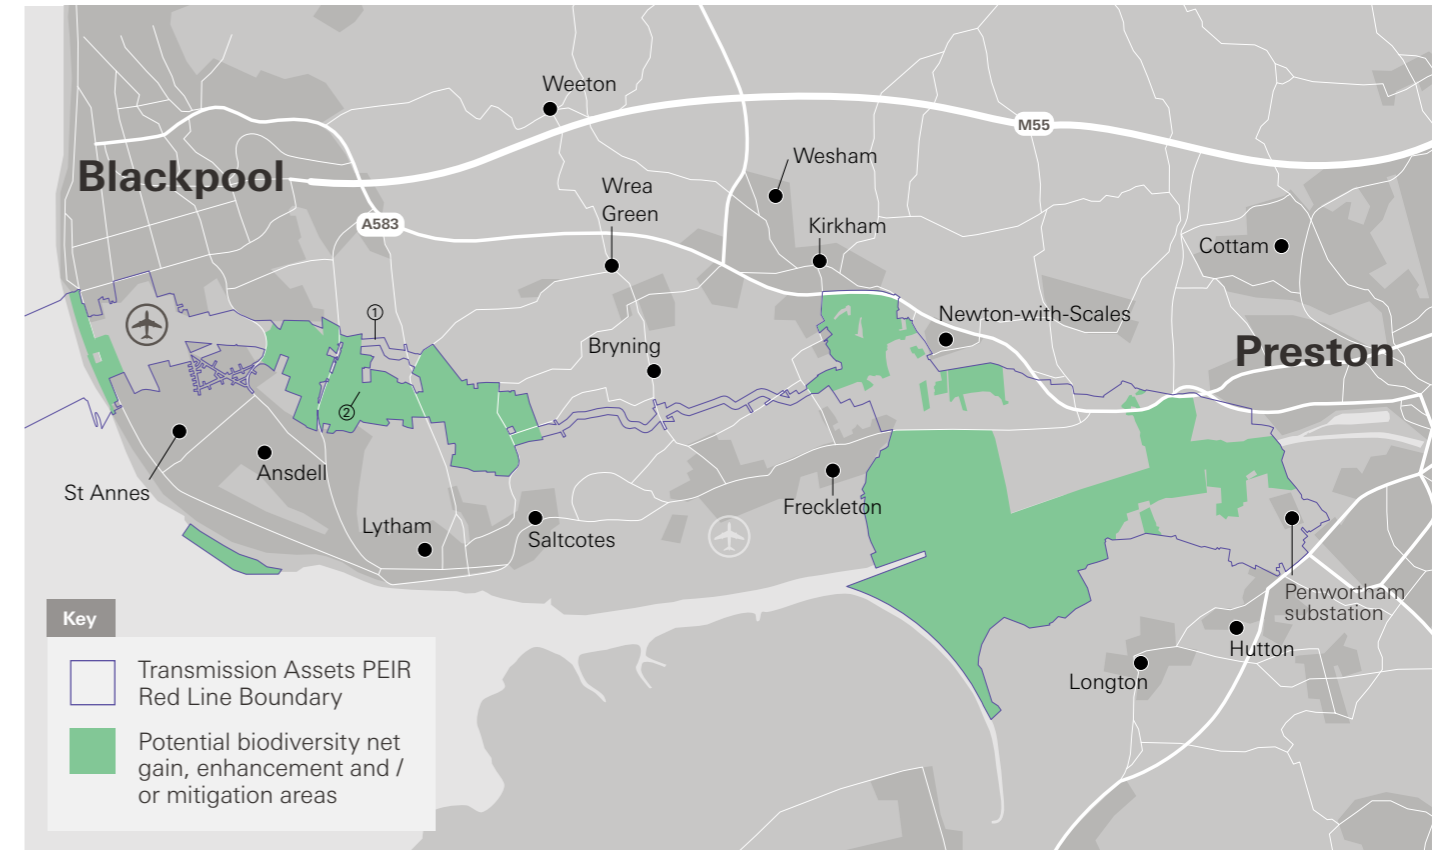 Weeton
M55
Blackpool
Wesham
Wrea
Green
A583
Kirkham
Cottam
1
Newton-with-Scales
Bryning
Preston
2
Ansdell
St Annes
Freckleton
Lytham
Saltcotes
Penwortham
substation
Hutton
Longton
Key
Transmission Assets PEIR
Red Line Boundary
Potential biodiversity net
gain, enhancement and /
or mitigation areas